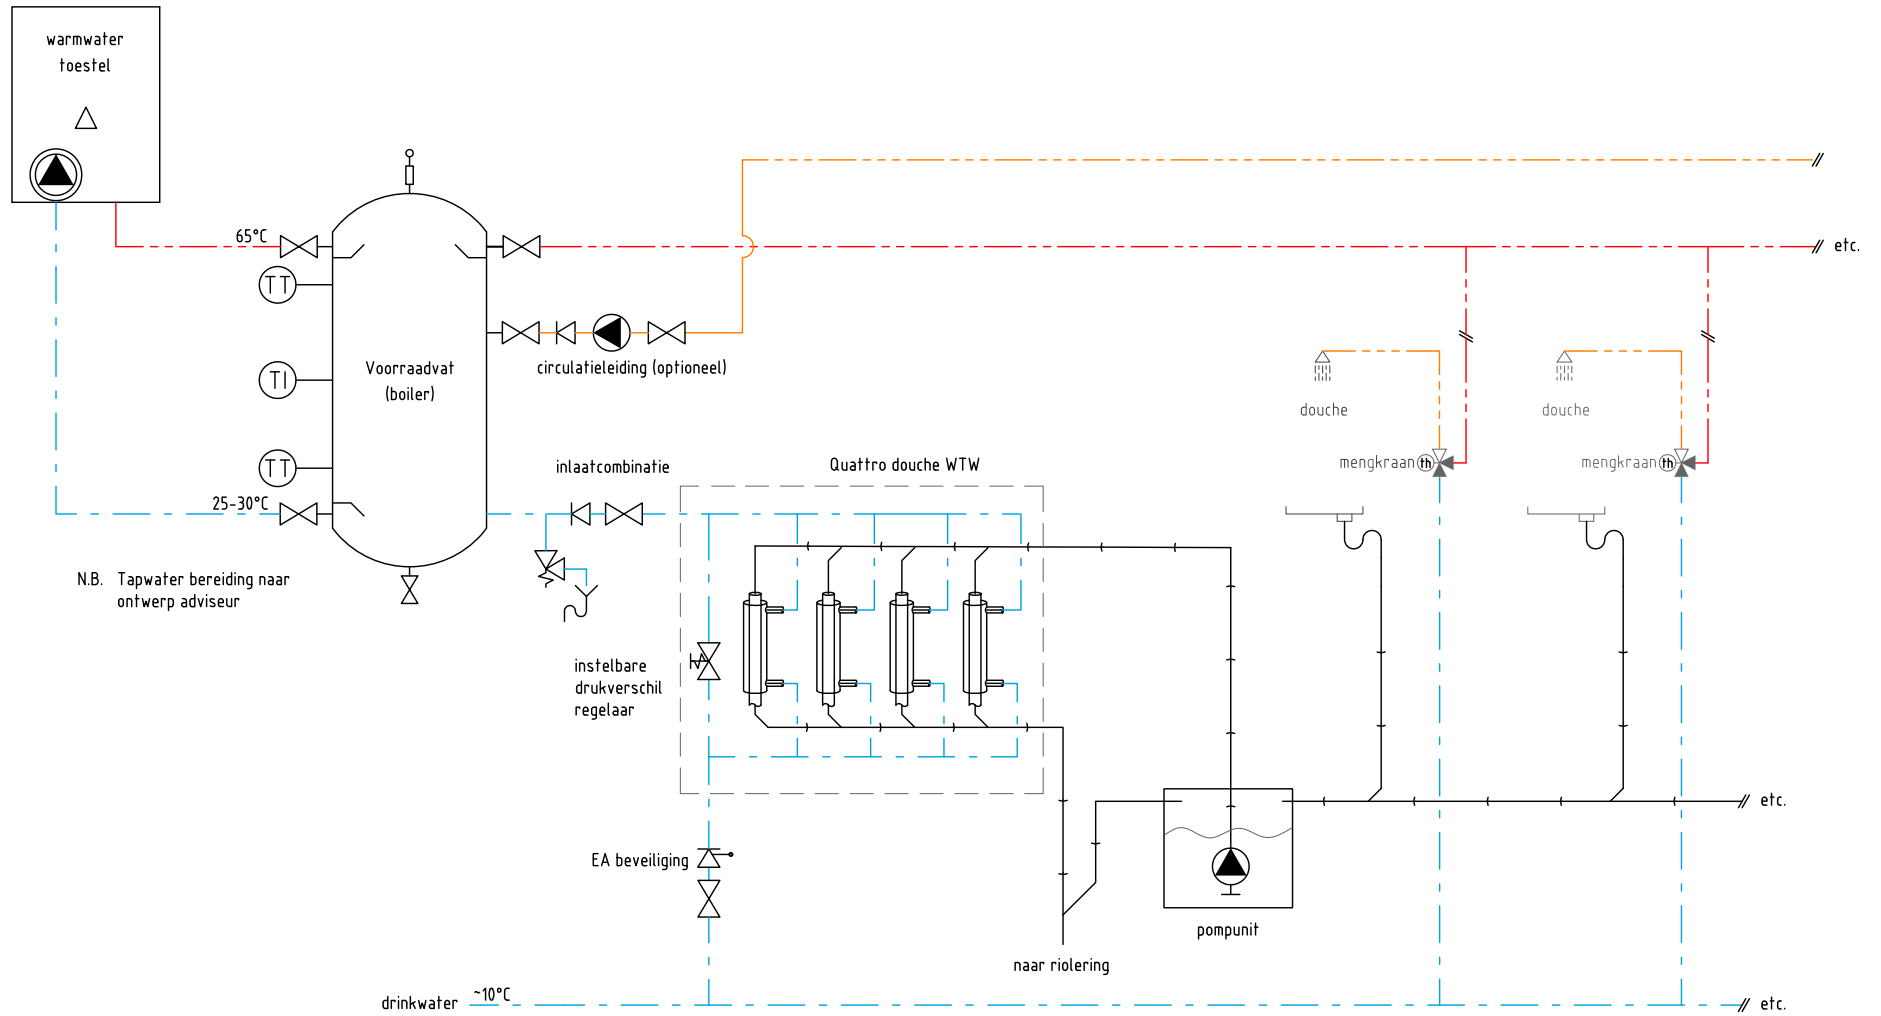 warmwater
toestel
65°C
TT
TI
TT
25-30°C
Voorraadvat
(boiler)
circulatieleiding (optioneel)
etc.
douche
douche
mengkraan th
mengkraan th
inlaatcombinatie
Quattro douche WTW
N.B. Tapwater bereiding naar
ontwerp adviseur
instelbare
drukverschil
regelaar
EA beveiliging
etc.
pompunit
naar riolering
drinkwater ~10°C
etc.